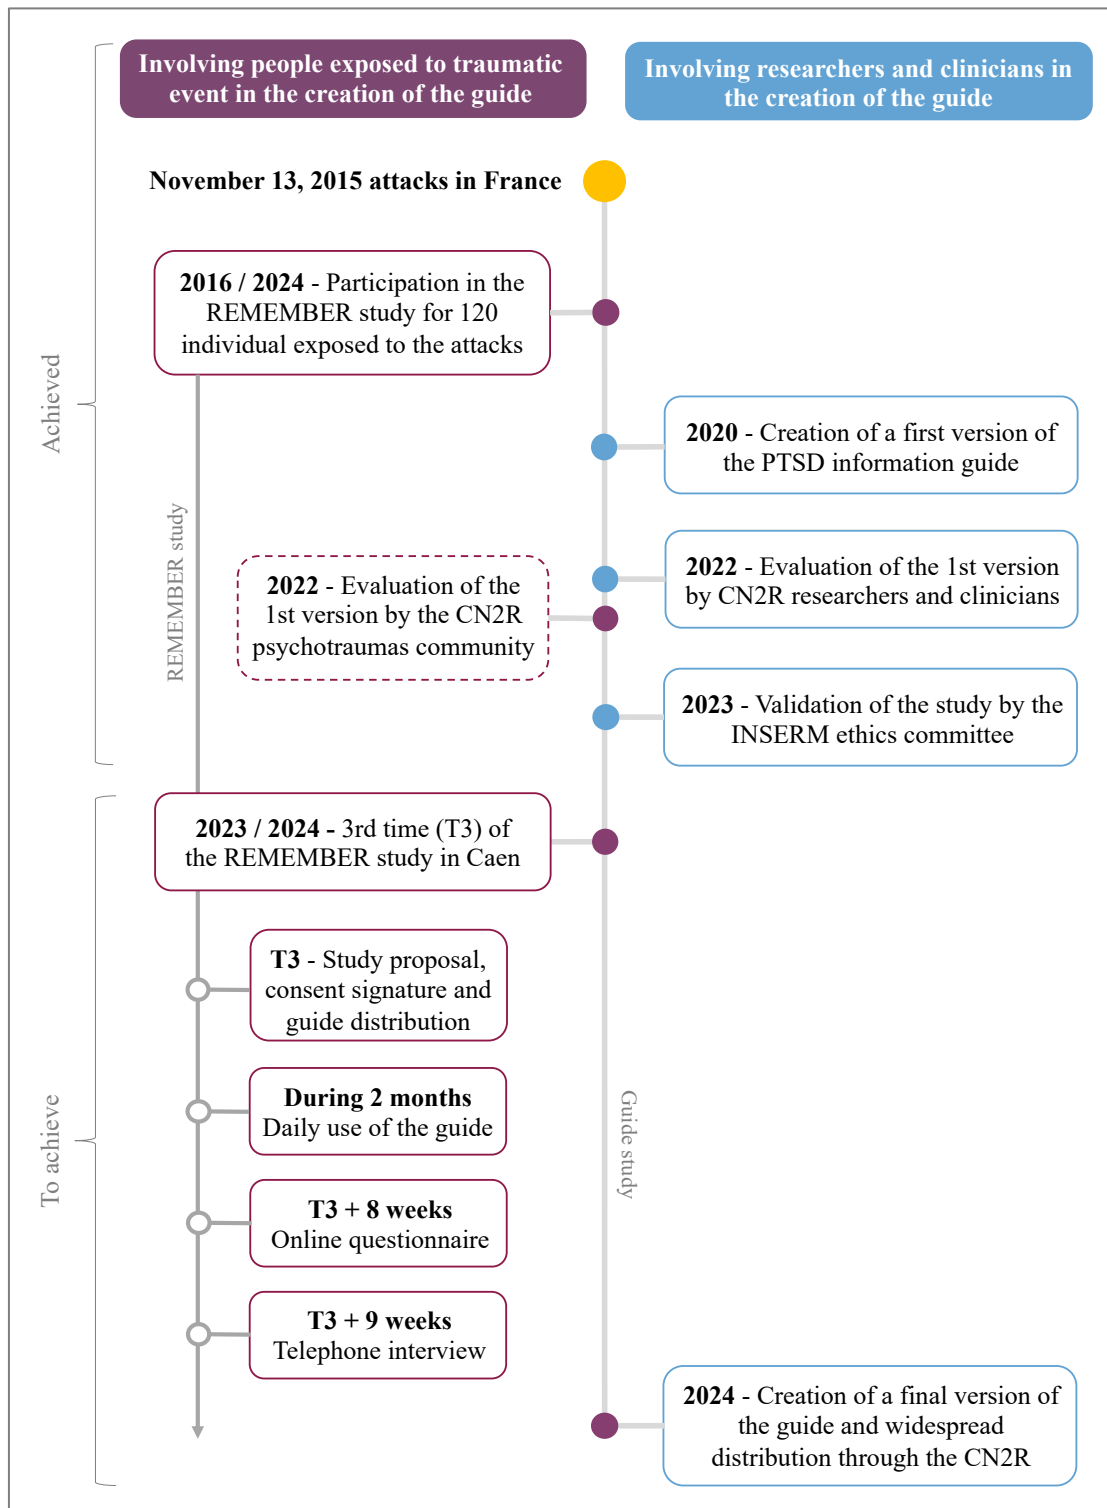 Involving people exposed to traumatic
event in the creation of the guide
Involving researchers and clinicians in
the creation of the guide
November 13, 2015 attacks in France
Achieved
2016 / 2024 - Participation in the
REMEMBER study for 120
individual exposed to the attacks
2020 - Creation of a first version of
the PTSD information guide
REMEMBER study
2022 - Evaluation of the 1st version
by CN2R researchers and clinicians
2022 - Evaluation of the
1st version by the CN2R
psychotraumas community
2023 - Validation of the study by the
INSERM ethics committee
To achieve
2023 / 2024 - 3rd time (T3) of
the REMEMBER study in Caen
T3 - Study proposal,
consent signature and
guide distribution
During 2 months
Daily use of the guide
Guide study
T3 + 8 weeks
Online questionnaire
T3 + 9 weeks
Telephone interview
2024 - Creation of a final version of
the guide and widespread
distribution through the CN2R